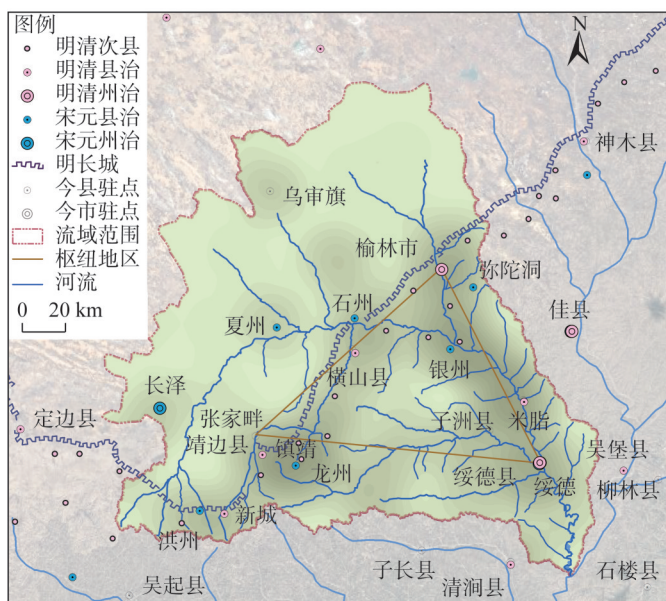 图例
明清次县
明清县治
明清州治
宋元县治
宋元州治
明长城
今县驻点
今市驻点
流域范围
枢纽地区
河流
0 20 km
N
神木县
乌审旗
榆林市
弥陀洞
石州
夏州
佳县
银州
横山县
长泽
定边县
张家畔
子洲县
米脂
靖边县
镇靖
吴堡县
龙州
绥德县
绥德
柳林县
新城
洪州
吴起县
子长县
清涧县
石楼县